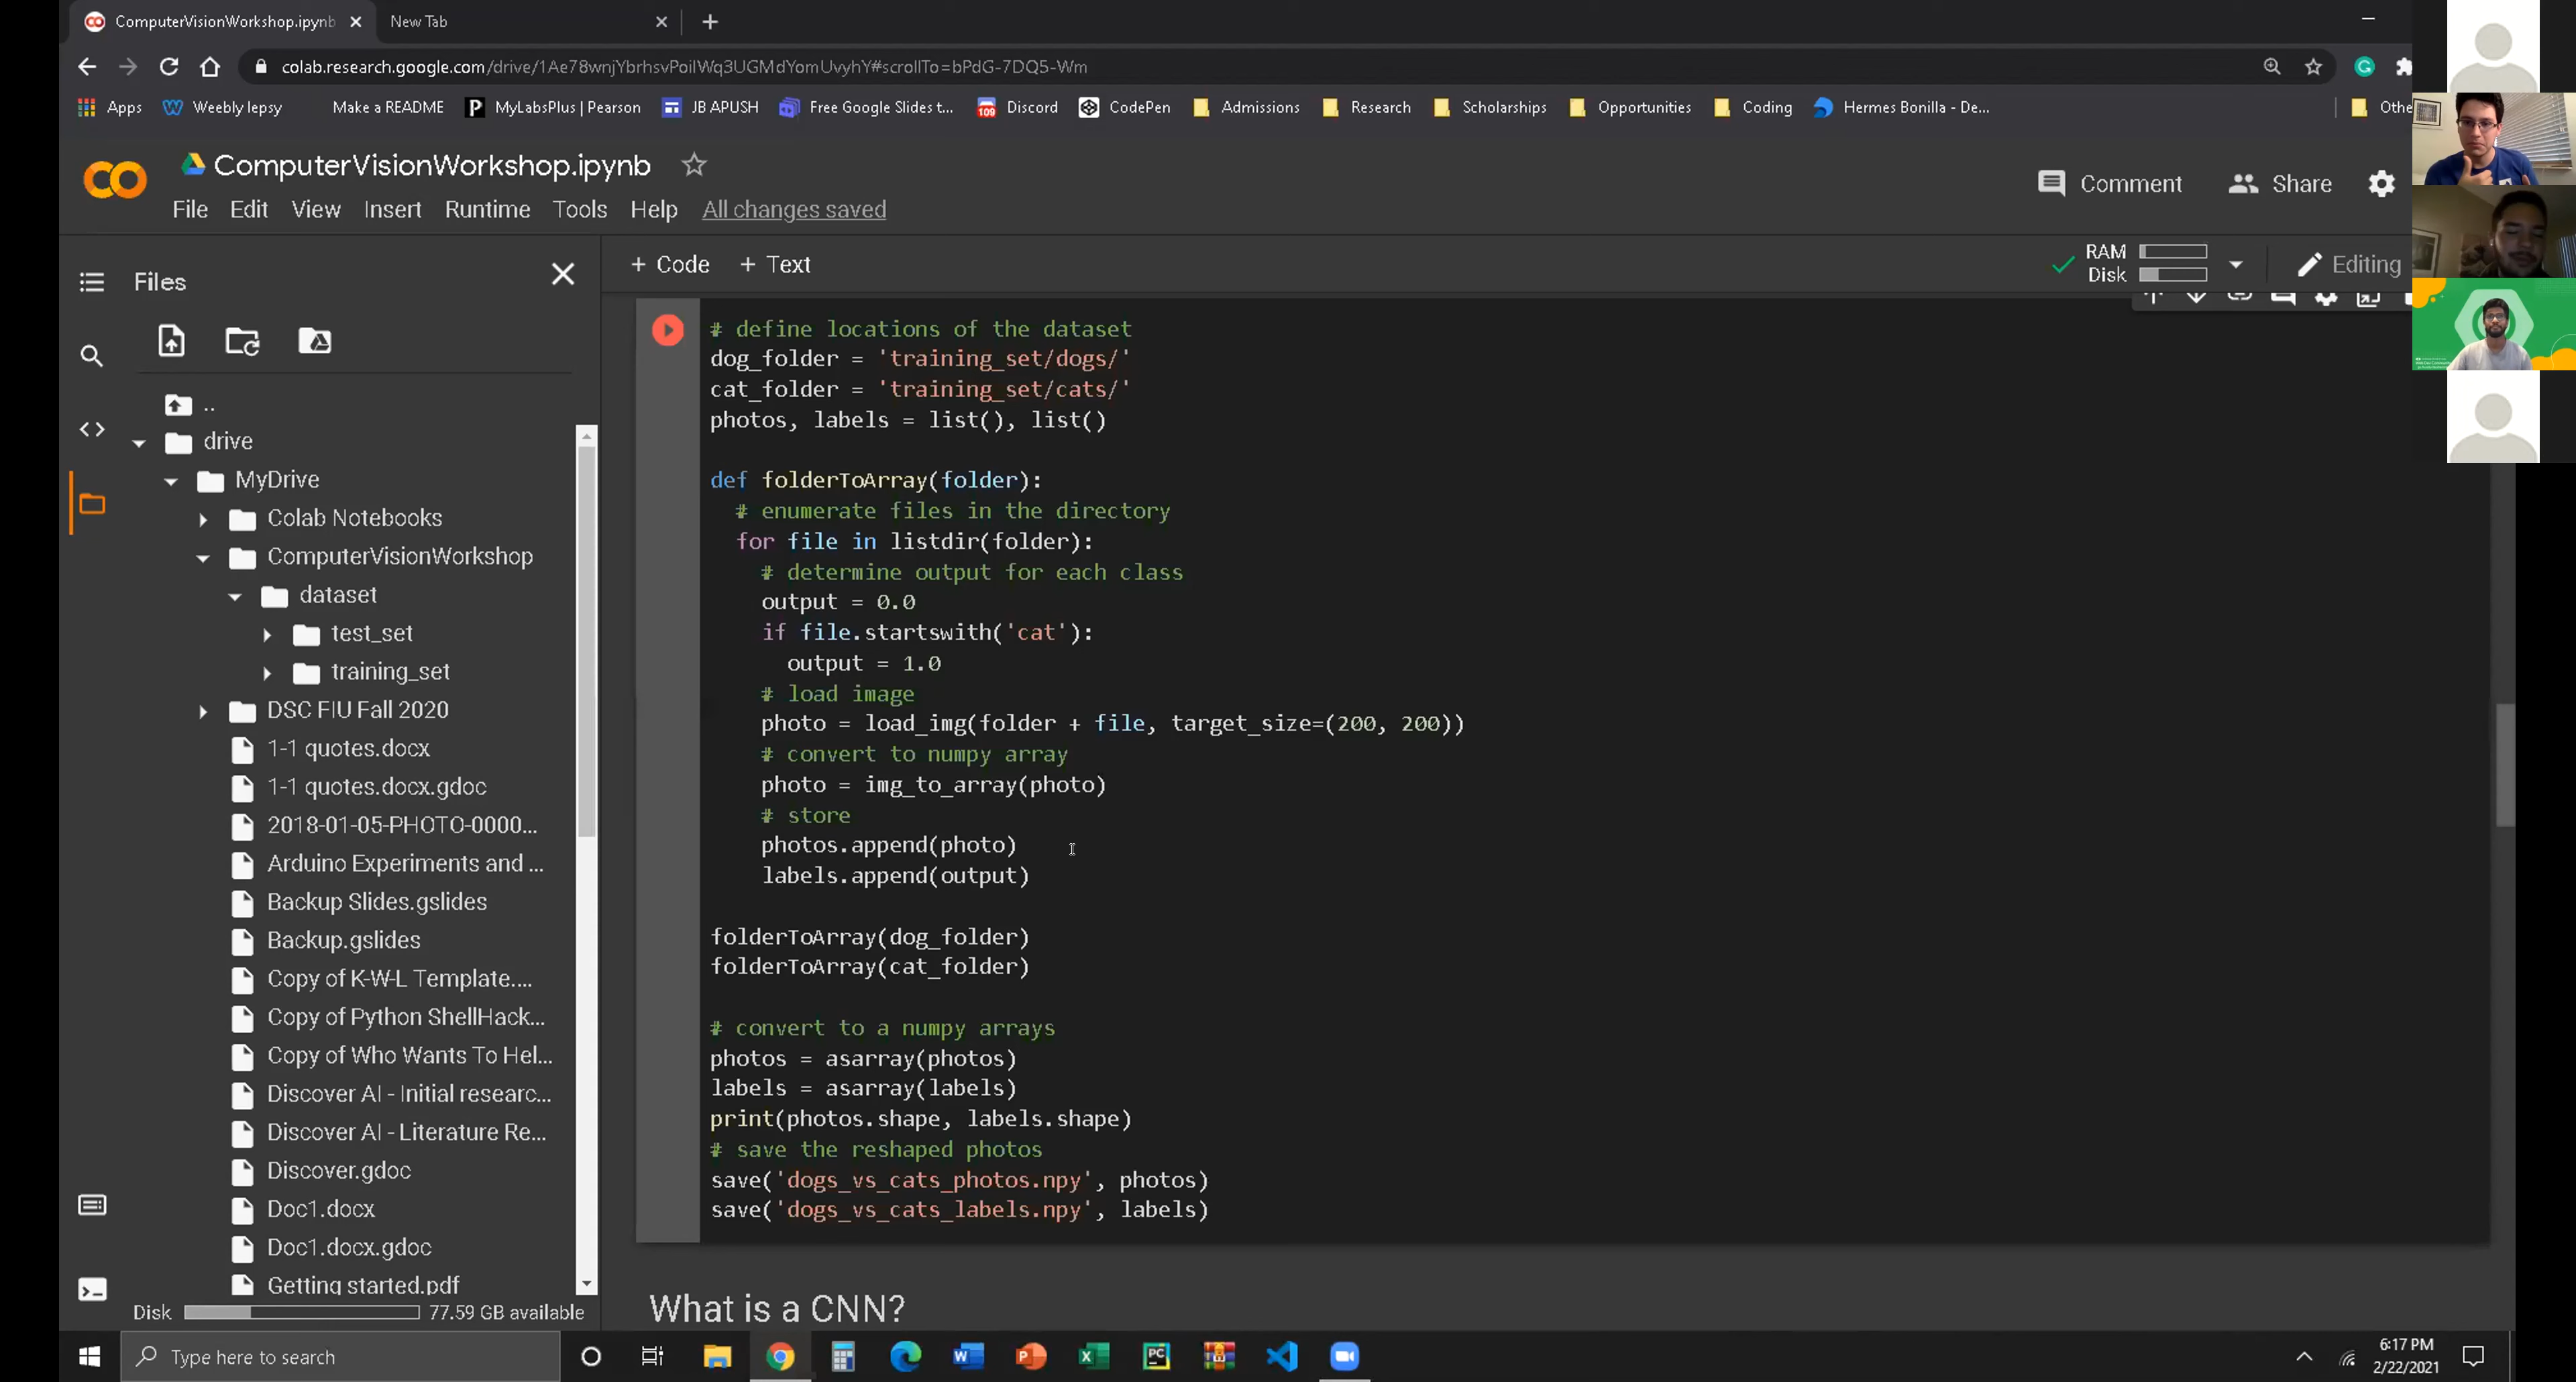 ComputerVisionWorkshop.ipynb
New Tab
colab.research.google.com/drive/1Ae78wnjYbrhsvPoilWq3UGMdYomUvyhY#scrollTo=bPdG-7DQ5-Wm
Apps Weebly lepsy Make a README MyLabsPlus | Pearson JB APUSH Free Google Slides t... 109 Discord CodePen Admissions Research Scholarships Opportunities Coding Hermes Bonilla - De... Othe
ComputerVisionWorkshop.ipynb
Comment Share
File Edit View Insert Runtime Tools Help All changes saved
Files
+ Code + Text
RAM
Disk
Editing
..
drive
MyDrive
Colab Notebooks
ComputerVisionWorkshop
dataset
test_set
training_set
DSC FIU Fall 2020
1-1 quotes.docx
1-1 quotes.docx.gdoc
2018-01-05-PHOTO-0000...
Arduino Experiments and ...
Backup Slides.gslides
Backup.gslides
Copy of K-W-L Template....
Copy of Python ShellHack...
Copy of Who Wants To Hel...
Discover AI - Initial researc...
Discover AI - Literature Re...
Discover.gdoc
Doc1.docx
Doc1.docx.gdoc
Getting started.pdf
Disk 77.59 GB available
# define locations of the dataset
dog_folder = 'training_set/dogs/'
cat_folder = 'training_set/cats/'
photos, labels = list(), list()
def folderToArray(folder):
# enumerate files in the directory
for file in listdir(folder):
# determine output for each class
output = 0.0
if file.startswith('cat'):
output = 1.0
# load image
photo = load_img(folder + file, target_size=(200, 200))
# convert to numpy array
photo = img_to_array(photo)
# store
photos.append(photo)
labels.append(output)
folderToArray(dog_folder)
folderToArray(cat_folder)
# convert to a numpy arrays
photos = asarray(photos)
labels = asarray(labels)
print(photos.shape, labels.shape)
# save the reshaped photos
save('dogs_vs_cats_photos.npy', photos)
save('dogs_vs_cats_labels.npy', labels)
What is a CNN?
Type here to search
6:17 PM
2/22/2021